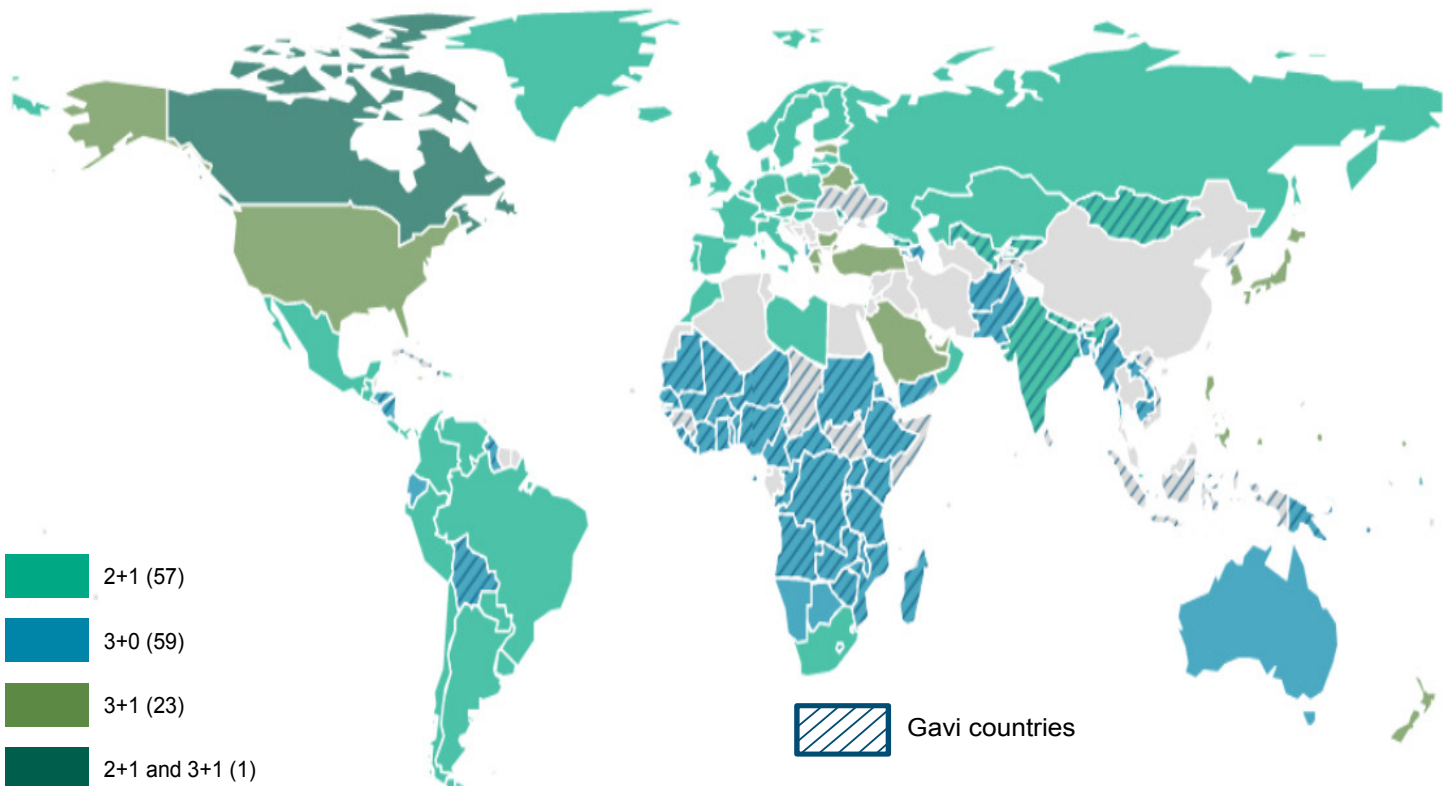 2+1 (57)
3+0 (59)
3+1 (23)
2+1 and 3+1 (1)
Gavi countries